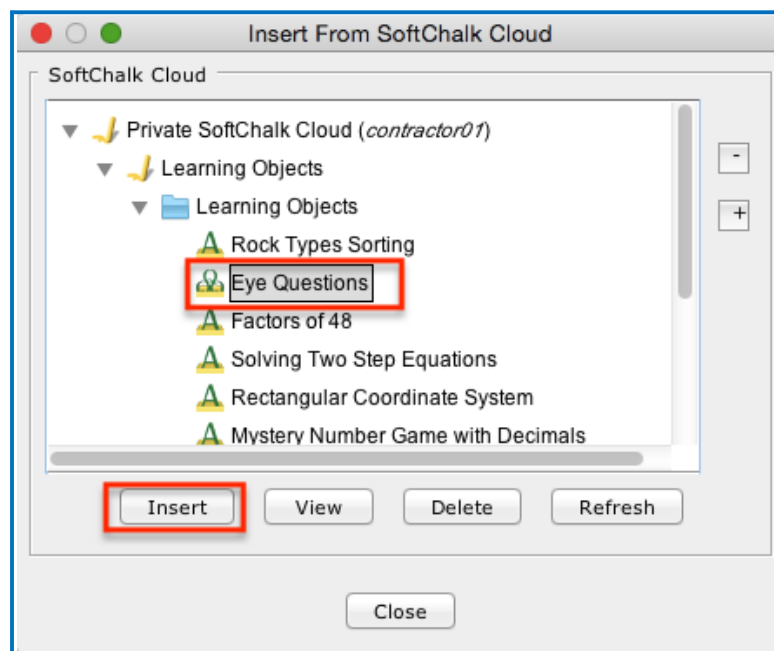 Insert From SoftChalk Cloud
SoftChalk Cloud
Private SoftChalk Cloud (contractor01)
-
Learning Objects
Learning Objects
+
Rock Types Sorting
Eye Questions
Factors of 48
Solving Two Step Equations
Rectangular Coordinate System
Mystery Number Game with Decimals
Insert View Delete Refresh
Close